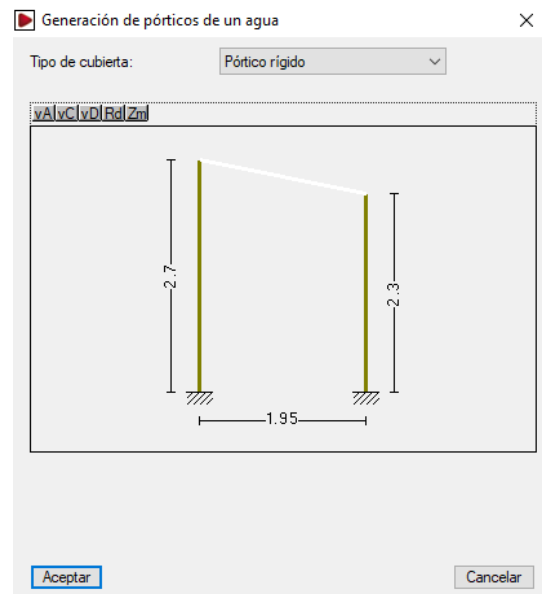 Generación de pórticos de un agua
Tipo de cubierta: Pórtico rígido
vA vC vD Rd Zm
2.7
2.3
1.95
Aceptar Cancelar